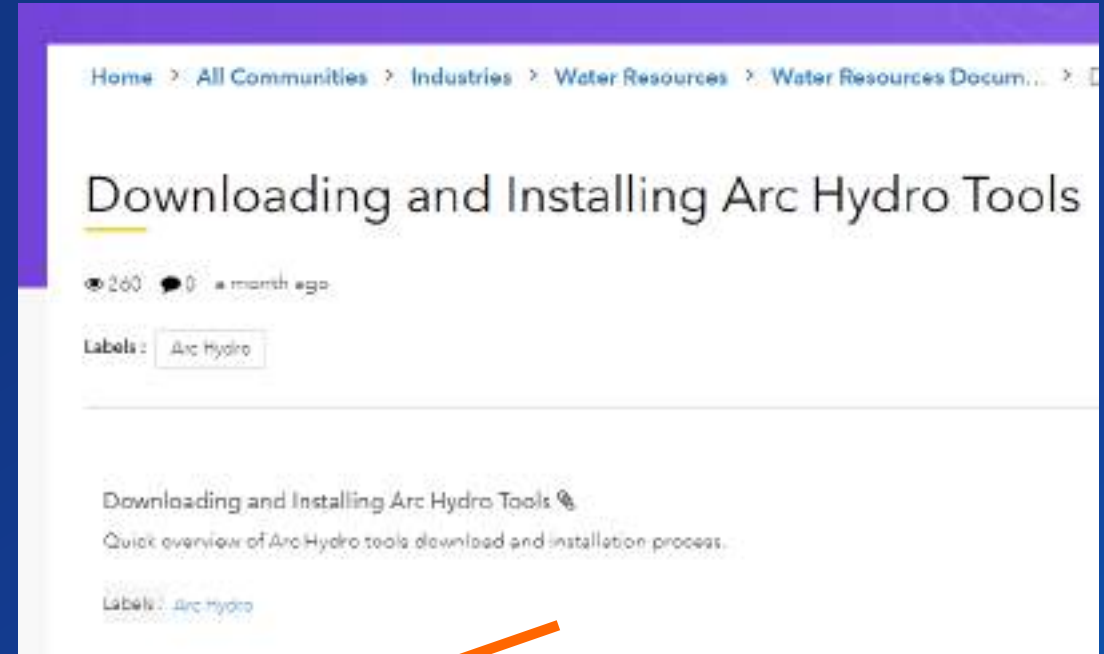 Home > All Communities > Industries > Water Resources > Water Resources Docum... >
Downloading and Installing Arc Hydro Tools
260 0 a month ago
Labels: Arc Hydro
Downloading and Installing Arc Hydro Tools
Quick overview of Arc Hydro tools download and installation process.
Labels: Arc Hydro